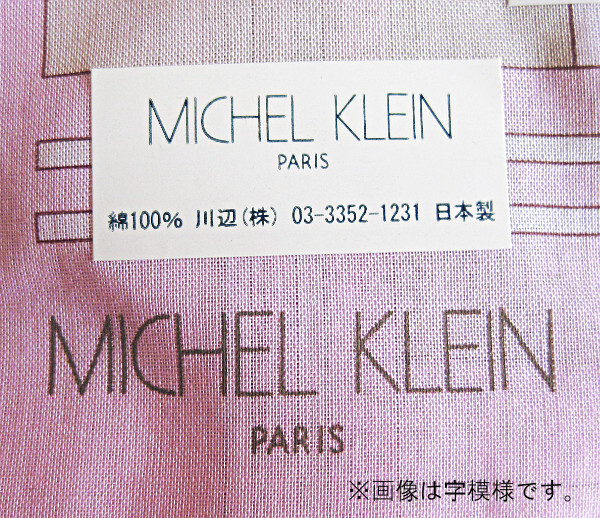 MICHEL KLEIN
PARIS
綿100% 川辺(株) 03-3352-1231 日本製
MICHEL KLEIN
PARIS
※画像は字模様です。